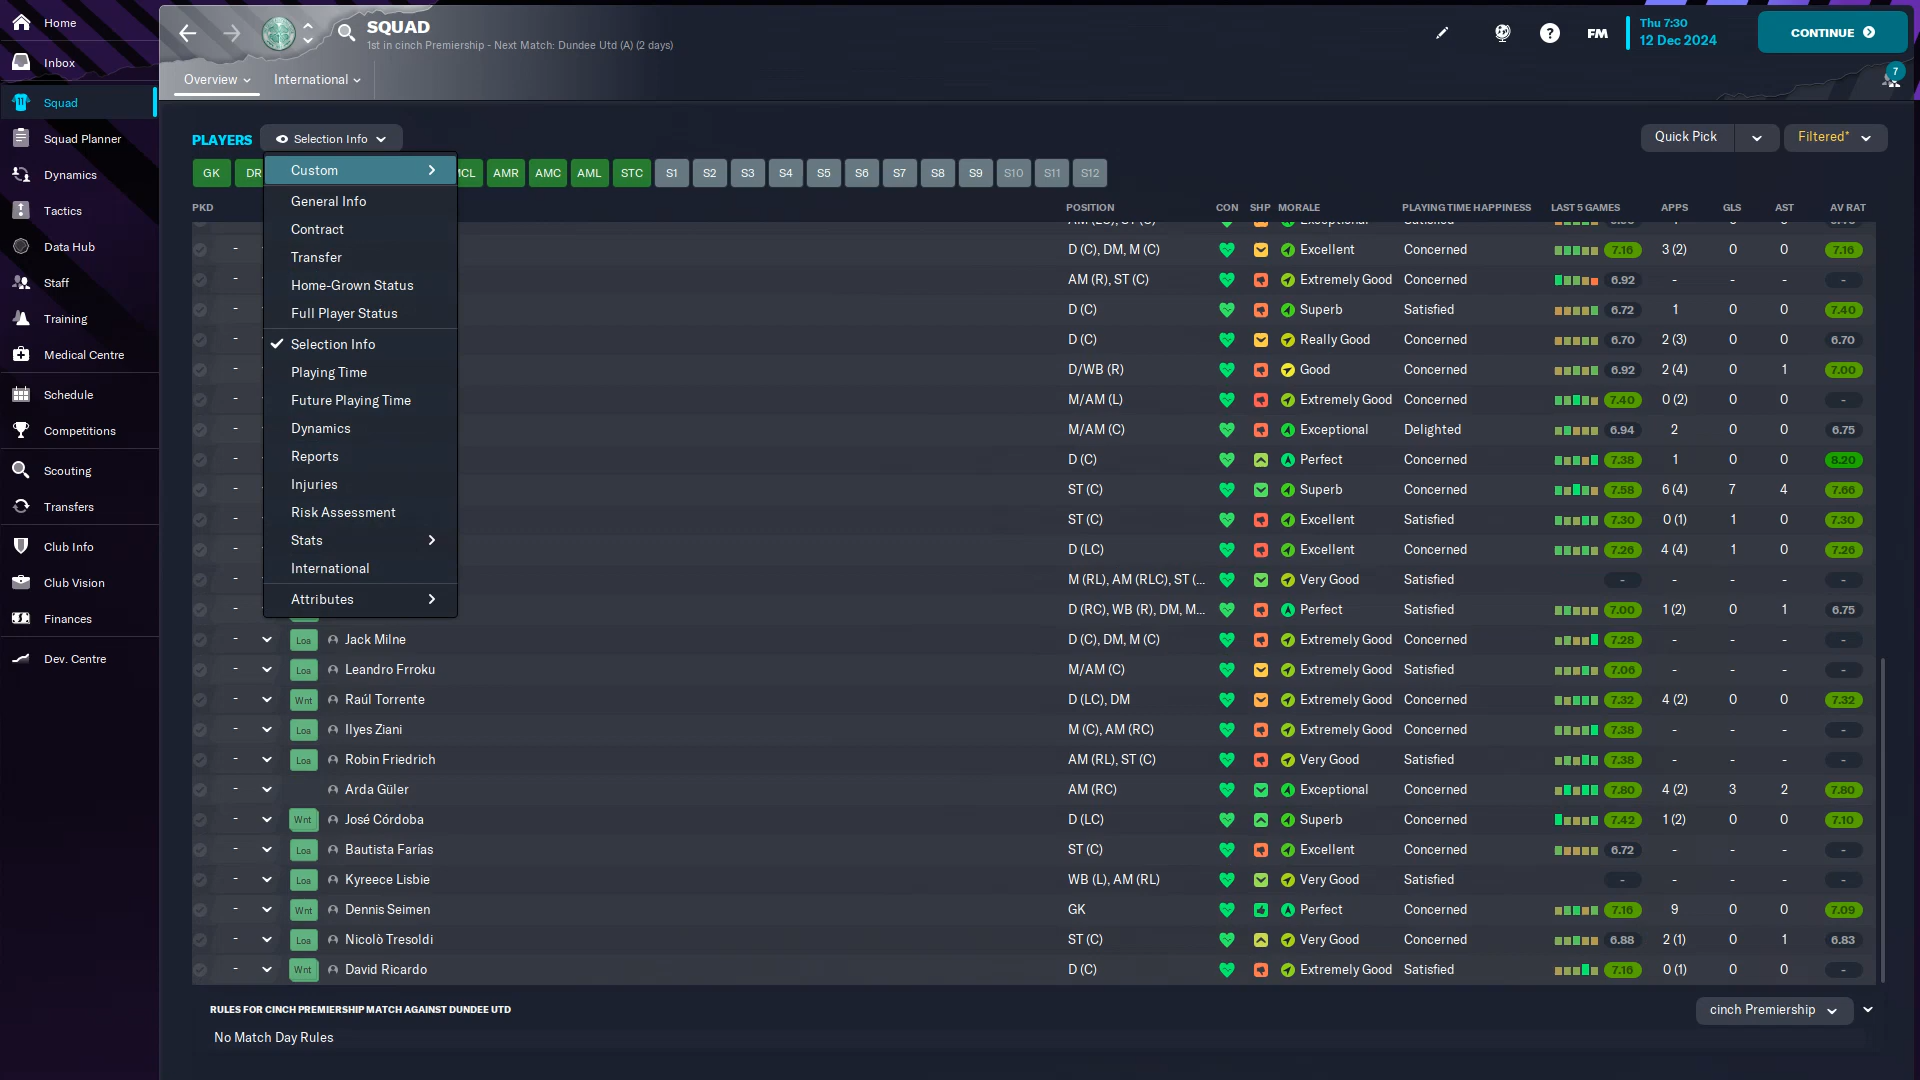 Home
Inbox
Squad
Squad Planner
Dynamics
Tactics
Data Hub
Staff
Training
Medical Centre
Schedule
Competitions
Scouting
Transfers
Club Info
Club Vision
Finances
Dev. Centre
SQUAD
1st in cinch Premiership - Next Match: Dundee Utd (A) (2 days)
FM
Thu 7:30
12 Dec 2024
CONTINUE
Overview
International
7
PLAYERS
Selection Info
Quick Pick
Filtered*
GK DR MCL AMR AMC AML STC S1 S2 S3 S4 S5 S6 S7 S8 S9 S10 S11 S12
Custom
General Info
Contract
Transfer
Home-Grown Status
Full Player Status
Selection Info
Playing Time
Future Playing Time
Dynamics
Reports
Injuries
Risk Assessment
Stats
International
Attributes
PKD POSITION CON SHP MORALE PLAYING TIME HAPPINESS LAST 5 GAMES APPS GLS AST AV RAT
- D (C), DM, M (C) Excellent Concerned 7.16 3 (2) 0 0 7.16
- AM (R), ST (C) Extremely Good Concerned 6.92 - - - -
- D (C) Superb Satisfied 6.72 1 0 0 7.40
- D (C) Really Good Concerned 6.70 2 (3) 0 0 6.70
- D/WB (R) Good Concerned 6.92 2 (4) 0 1 7.00
- M/AM (L) Extremely Good Concerned 7.40 0 (2) 0 0 -
- M/AM (C) Exceptional Delighted 6.94 2 0 0 6.75
- D (C) Perfect Concerned 7.38 1 0 0 8.20
- ST (C) Superb Concerned 7.58 6 (4) 7 4 7.66
- ST (C) Excellent Satisfied 7.30 0 (1) 1 0 7.30
- D (LC) Excellent Concerned 7.26 4 (4) 1 0 7.26
- M (RL), AM (RLC), ST (... Very Good Satisfied - - - - -
- D (RC), WB (R), DM, M... Perfect Satisfied 7.00 1 (2) 0 1 6.75
- Loa Jack Milne D (C), DM, M (C) Extremely Good Concerned 7.28 - - - -
- Loa Leandro Frroku M/AM (C) Extremely Good Satisfied 7.06 - - - -
- Wnt Raúl Torrente D (LC), DM Extremely Good Concerned 7.32 4 (2) 0 0 7.32
- Loa Ilyes Ziani M (C), AM (RC) Extremely Good Concerned 7.38 - - - -
- Loa Robin Friedrich AM (RL), ST (C) Very Good Satisfied 7.38 - - - -
- Arda Güler AM (RC) Exceptional Concerned 7.80 4 (2) 3 2 7.80
- Wnt José Córdoba D (LC) Superb Concerned 7.42 1 (2) 0 0 7.10
- Loa Bautista Farías ST (C) Excellent Concerned 6.72 - - - -
- Loa Kyreece Lisbie WB (L), AM (RL) Very Good Satisfied - - - - -
- Wnt Dennis Seimen GK Perfect Concerned 7.16 9 0 0 7.09
- Loa Nicolò Tresoldi ST (C) Very Good Concerned 6.88 2 (1) 0 1 6.83
- Wnt David Ricardo D (C) Extremely Good Satisfied 7.16 0 (1) 0 0 -
RULES FOR CINCH PREMIERSHIP MATCH AGAINST DUNDEE UTD
cinch Premiership
No Match Day Rules